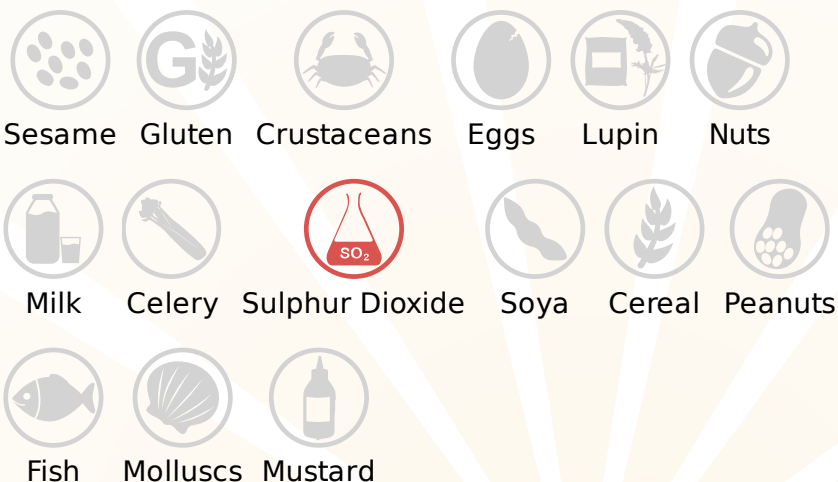 G
Sesame Gluten Crustaceans Eggs Lupin Nuts
SO₂
Milk Celery Sulphur Dioxide Soya Cereal Peanuts
Fish Molluscs Mustard